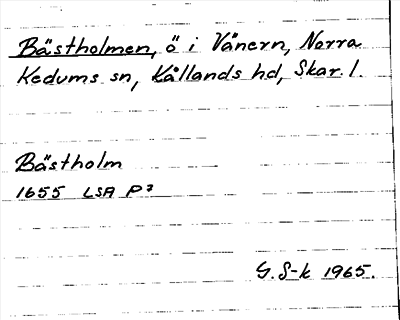 Bästholmen, ö i Vänern, Norra
Kedums sn, Kållands hd, Skar. l.
Bästholm
1655 LSA P³
G. S-k 1965.